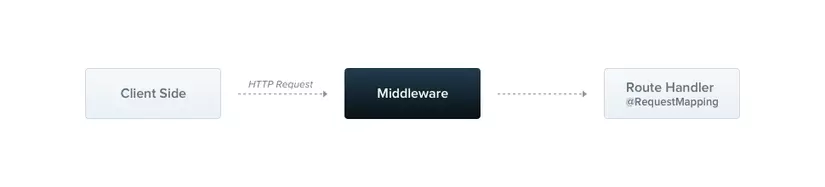 Client Side
HTTP Request
Middleware
Route Handler
@RequestMapping